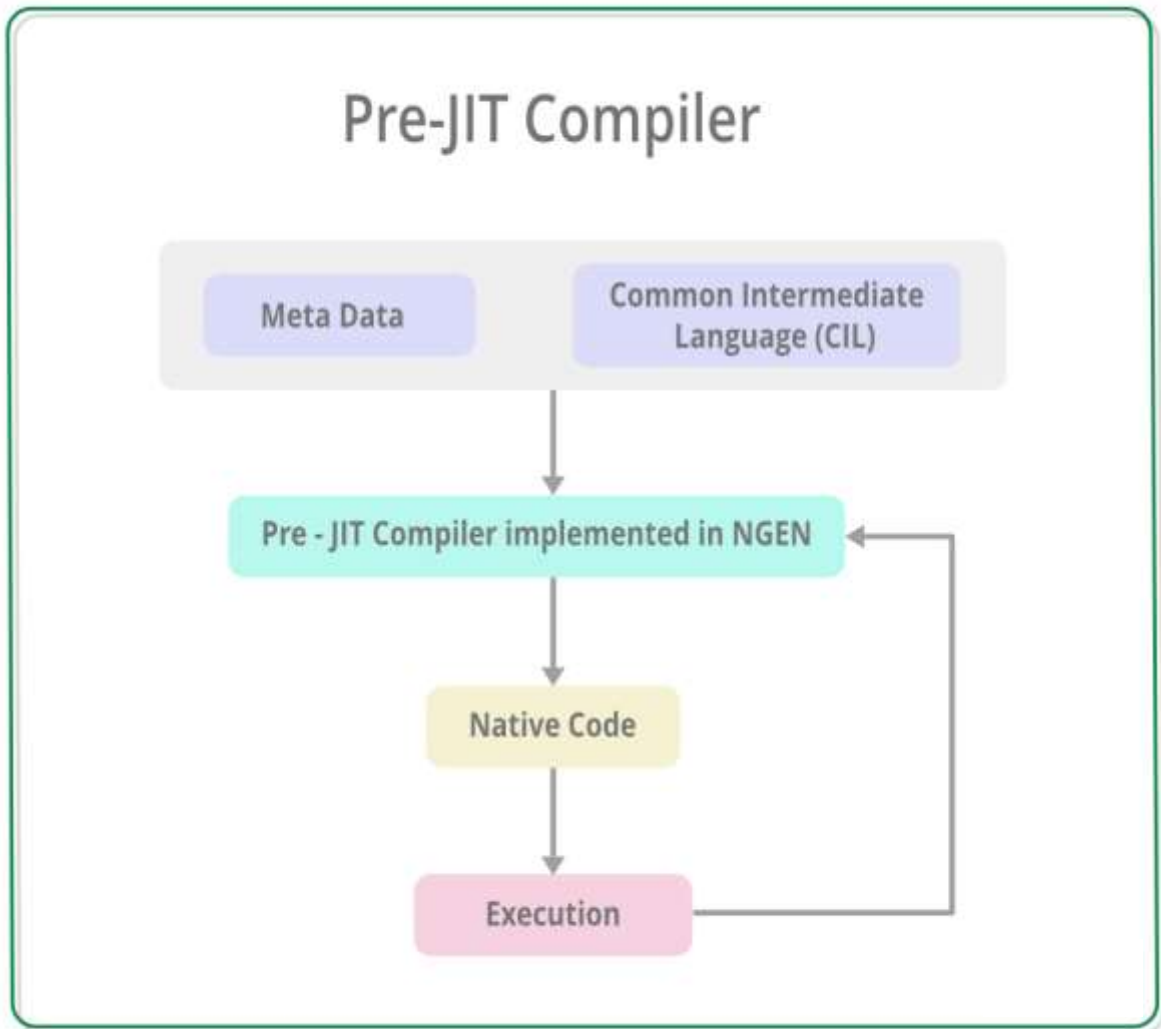 Pre-JIT Compiler
Meta Data
Common Intermediate
Language (CIL)
Pre - JIT Compiler implemented in NGEN
Native Code
Execution